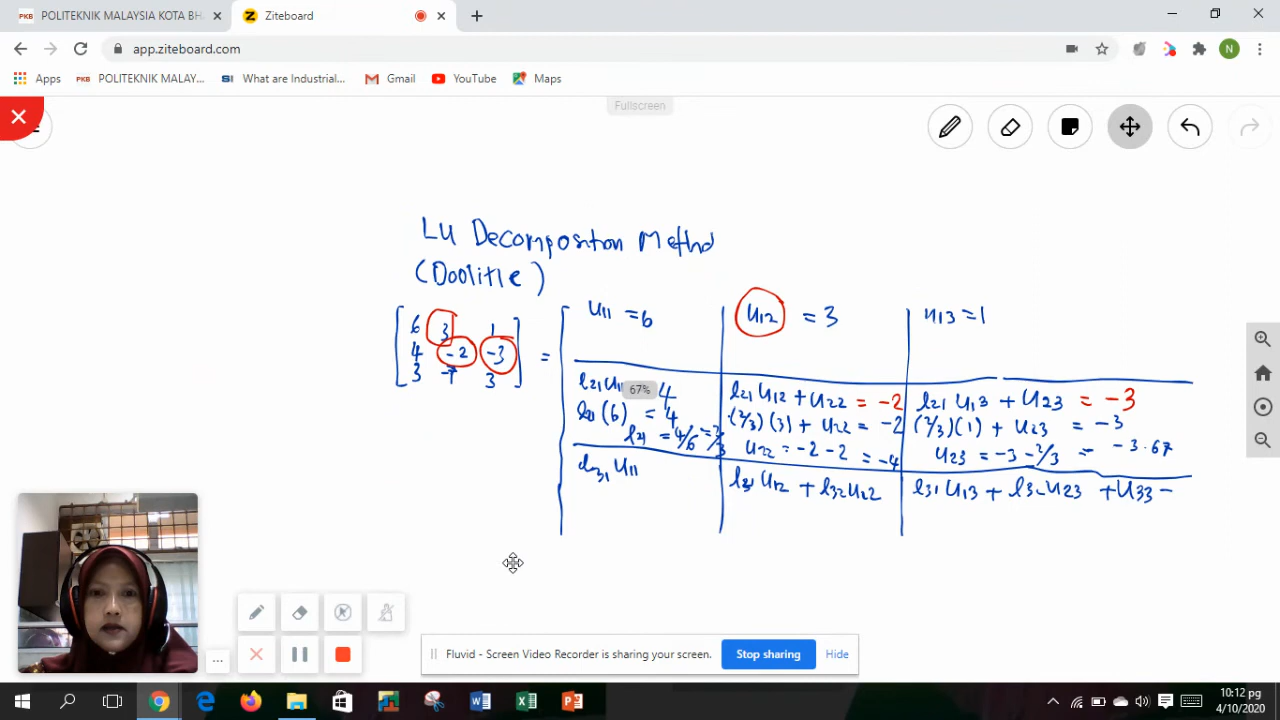 POLITEKNIK MALAYSIA KOTA BH
Ziteboard
app.ziteboard.com
Apps
POLITEKNIK MALAY...
What are Industrial...
Gmail
YouTube
Maps
Fullscreen
LU Decomposition Method
(Doolitle)
6 3 1
4 -2 -3
3 -7 3
=
u11 = 6
u12 = 3
u13 = 1
l21 u11 = 4
67%
l21 (6) = 4
l21 = 4/6 = 2/3
l21 u12 + u22 = -2
(2/3)(3) + u22 = -2
u22 = -2-2 = -4
l21 u13 + u23 = -3
(2/3)(1) + u23 = -3
u23 = -3 - 2/3 = -3.67
l31 u11
l31 u12 + l32 u22
l31 u13 + l32 u23 + u33 -
Fluvid - Screen Video Recorder is sharing your screen.
Stop sharing
Hide
10:12 pg
4/10/2020